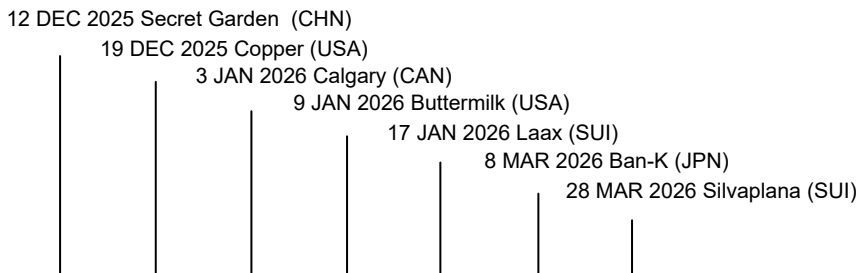 12 DEC 2025 Secret Garden  (CHN)
19 DEC 2025 Copper (USA)
3 JAN 2026 Calgary (CAN)
9 JAN 2026 Buttermilk (USA)
17 JAN 2026 Laax (SUI)
8 MAR 2026 Ban-K (JPN)
28 MAR 2026 Silvaplana (SUI)